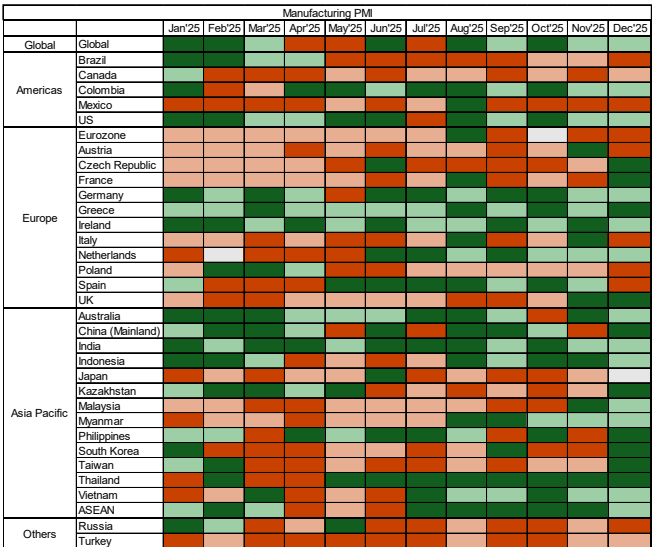 Manufacturing PMI
Jan'25 Feb'25 Mar'25 Apr'25 May'25 Jun'25 Jul'25 Aug'25 Sep'25 Oct'25 Nov'25 Dec'25
Global Global
Americas
Brazil
Canada
Colombia
Mexico
US
Europe
Eurozone
Austria
Czech Republic
France
Germany
Greece
Ireland
Italy
Netherlands
Poland
Spain
UK
Asia Pacific
Australia
China (Mainland)
India
Indonesia
Japan
Kazakhstan
Malaysia
Myanmar
Philippines
South Korea
Taiwan
Thailand
Vietnam
ASEAN
Others
Russia
Turkey